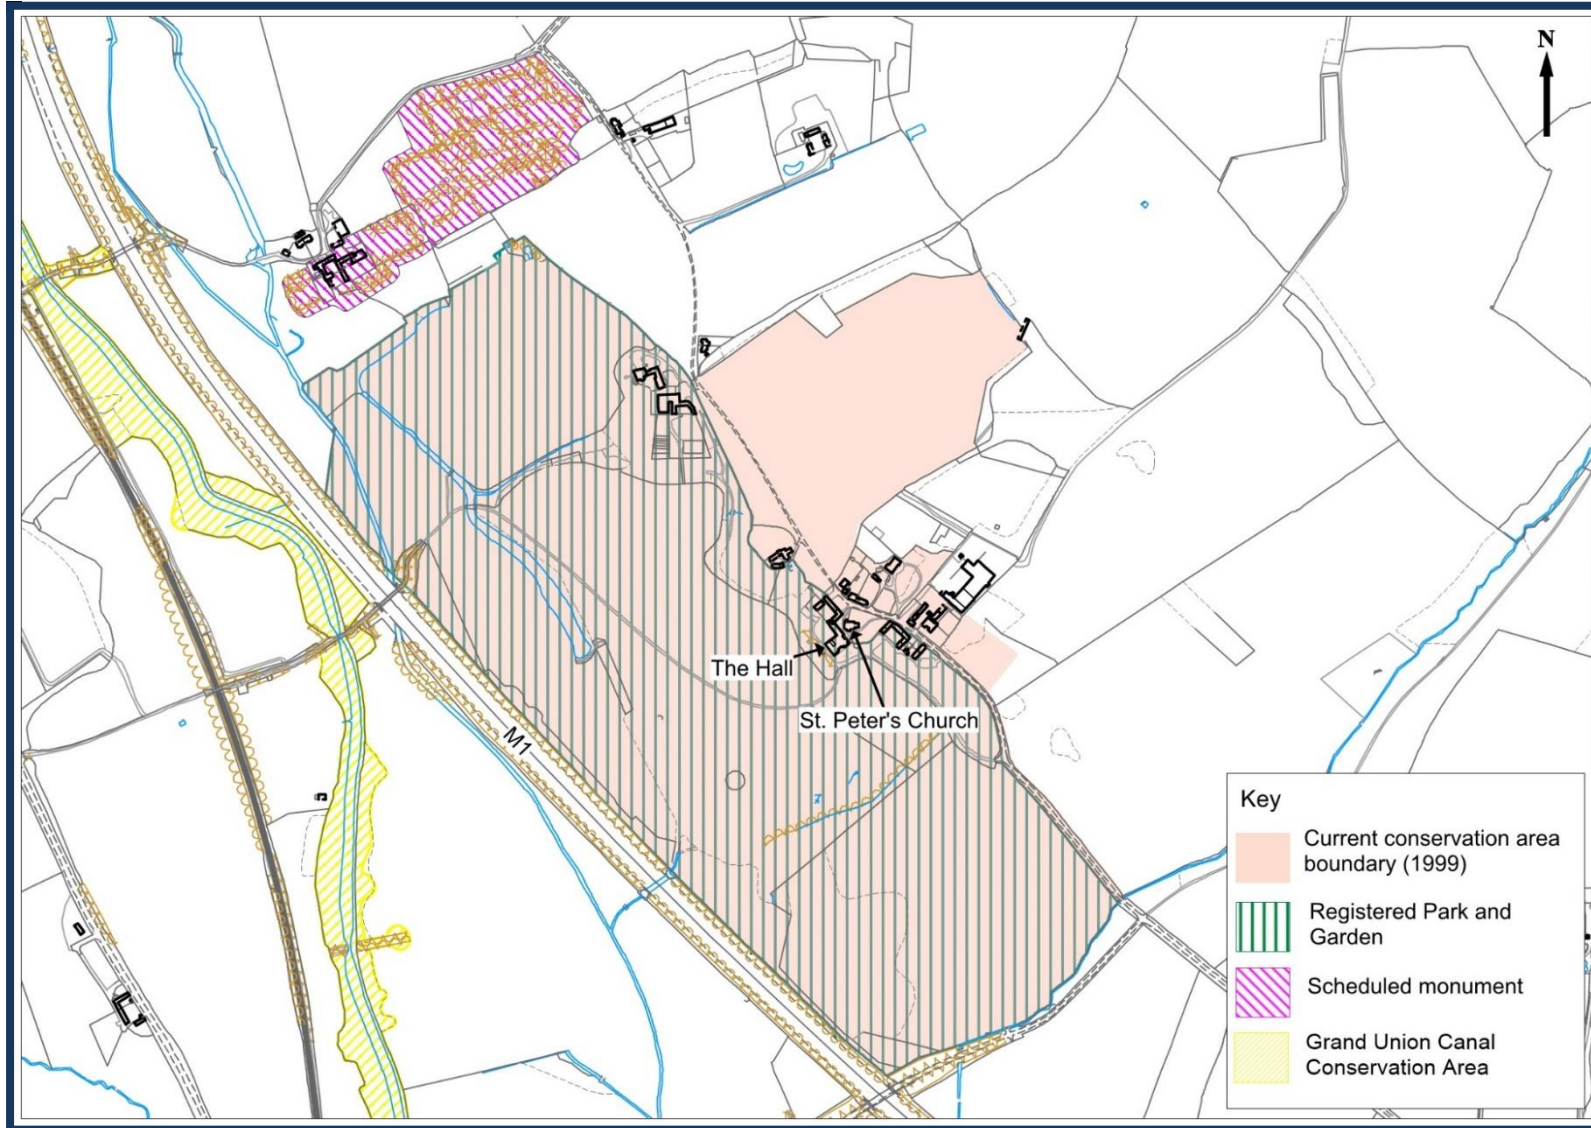 N
The Hall
St. Peter's Church
M1
Key
Current conservation area
boundary (1999)
Registered Park and
Garden
Scheduled monument
Grand Union Canal
Conservation Area